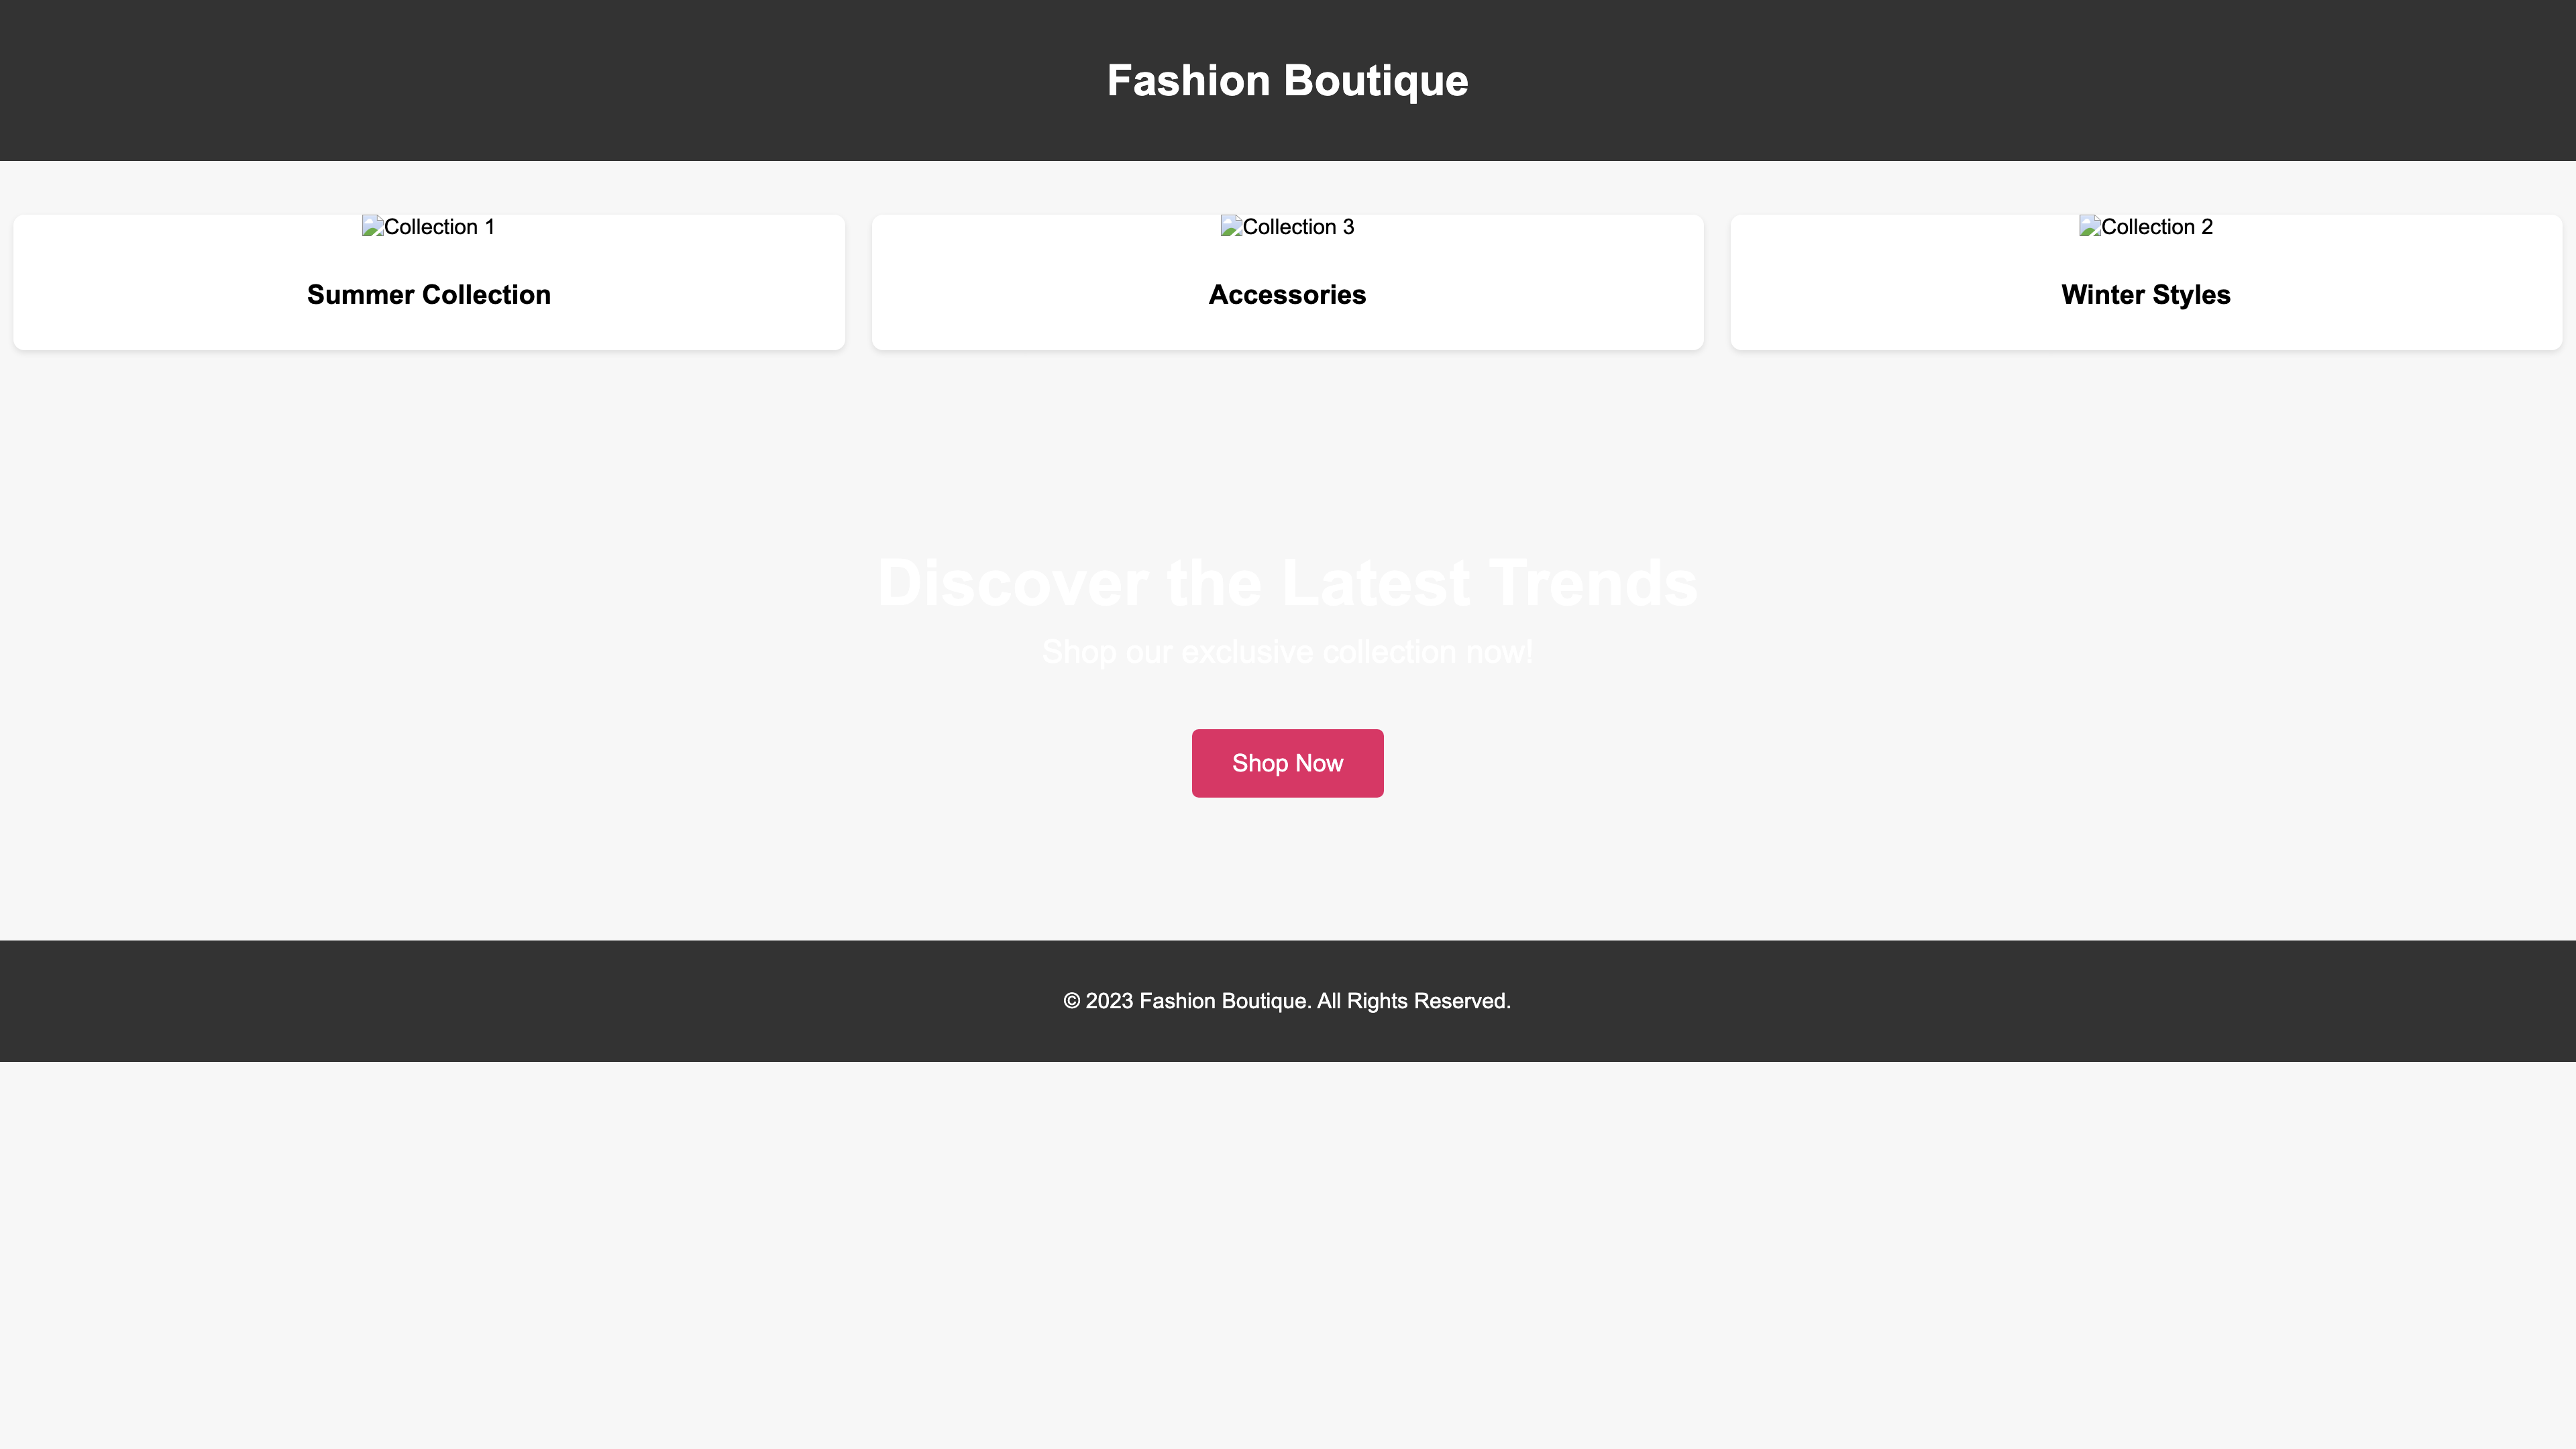 Fashion Boutique
Collection 1
Summer Collection
Collection 3
Accessories
Collection 2
Winter Styles
Discover the Latest Trends
Shop our exclusive collection now!
Shop Now
© 2023 Fashion Boutique. All Rights Reserved.